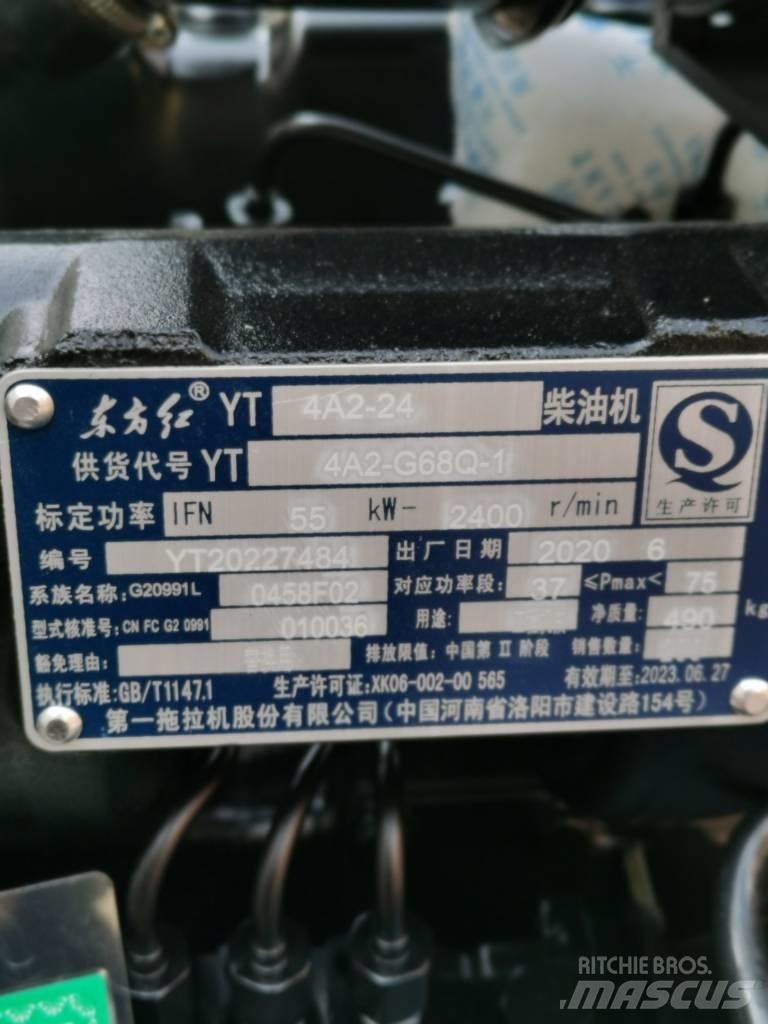 东方红® YT 4A2-24 柴油机
供货代号 YT 4A2-G68Q-1
标定功率 IFN 55 kW- 2400 r/min
生产许可
编号 YT20227484 出厂日期 2020 6
系族名称: G20991L 0458F02 对应功率段: 37 ≤Pmax< 75
型式核准号: CN FC G2 0991 010036 用途: 净质量: 490 kg
豁免理由: 排放限值: 中国第 II 阶段 销售数量:
执行标准:GB/T1147.1 生产许可证:XK06-002-00 565 有效期至:2023.06.27
第一拖拉机股份有限公司(中国河南省洛阳市建设路154号)
RITCHIE BROS.
MASCUS